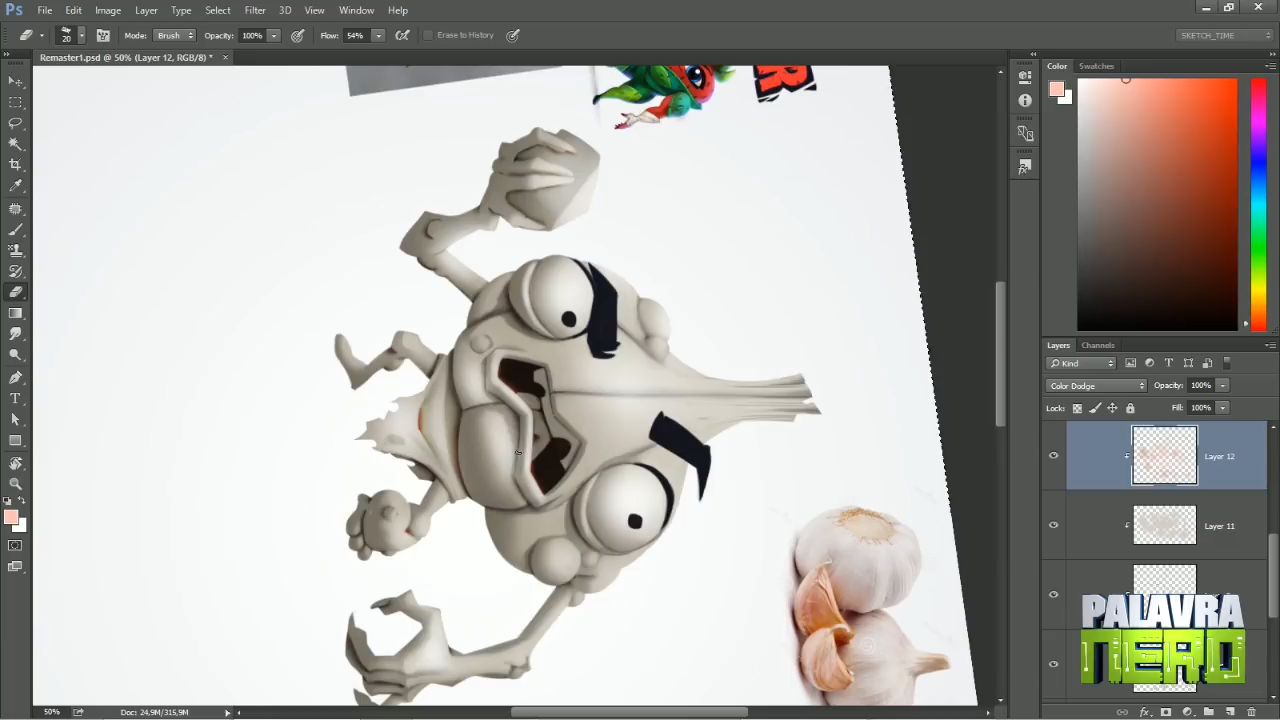 Ps File Edit Image Layer Type Select Filter 3D View Window Help
20 Mode: Brush Opacity: 100% Flow: 54% Erase to History SKETCH_TIME
Remaster1.psd @ 50% (Layer 12, RGB/8) * ×
Color Swatches
Layers Channels
Kind
Color Dodge Opacity: 100%
Lock: Fill: 100%
Layer 12
Layer 11
PALAVRA
NERD
50% Doc: 24,9M/315,9M